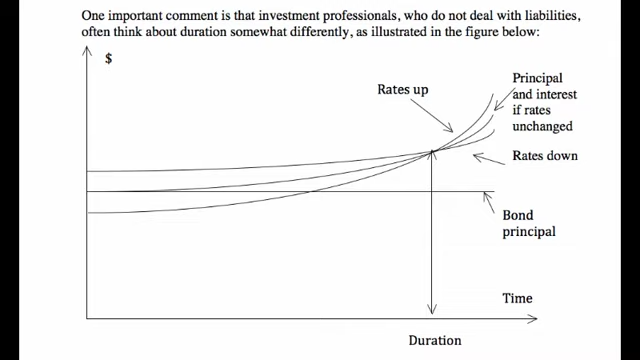 One important comment is that investment professionals, who do not deal with liabilities,
often think about duration somewhat differently, as illustrated in the figure below:
$
Rates up
Principal
and interest
if rates
unchanged
Rates down
Bond
principal
Time
Duration